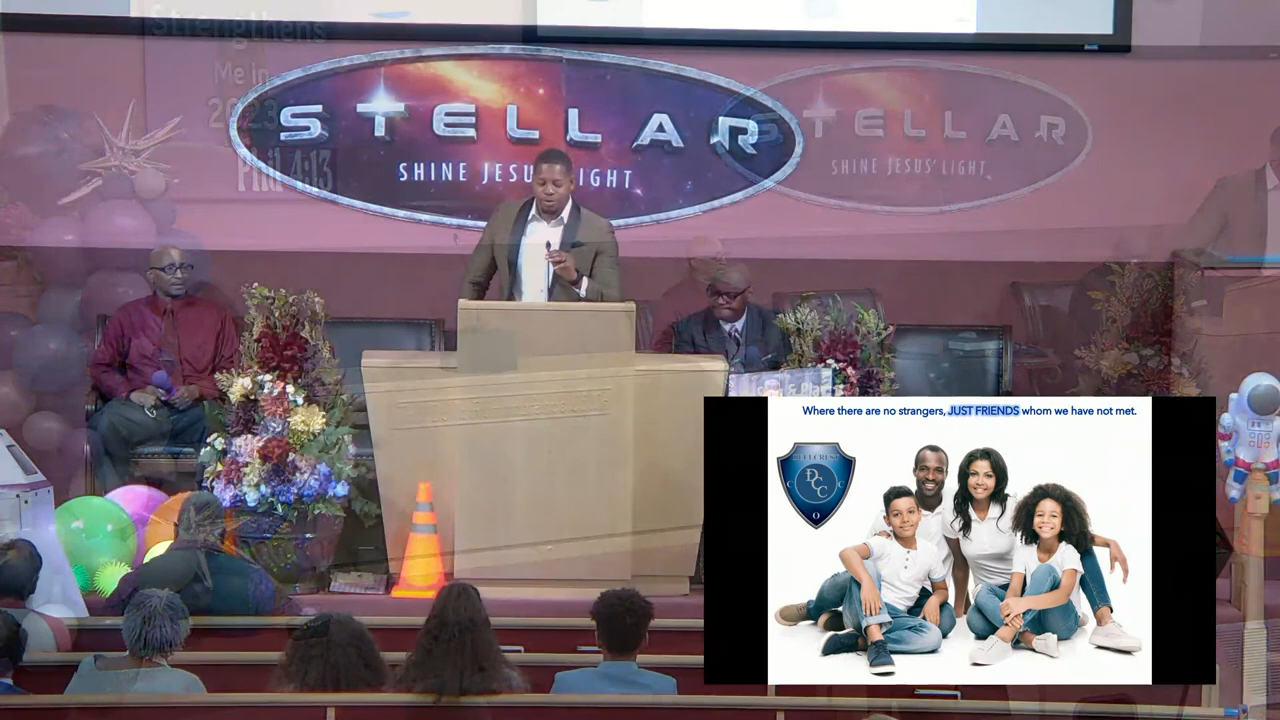 Strengthens
Me in
2023
Phil 4:13
STELLAR
SHINE JESUS' LIGHT
STELLAR
SHINE JESUS' LIGHT
Where there are no strangers, JUST FRIENDS whom we have not met.
DCC
C C
O